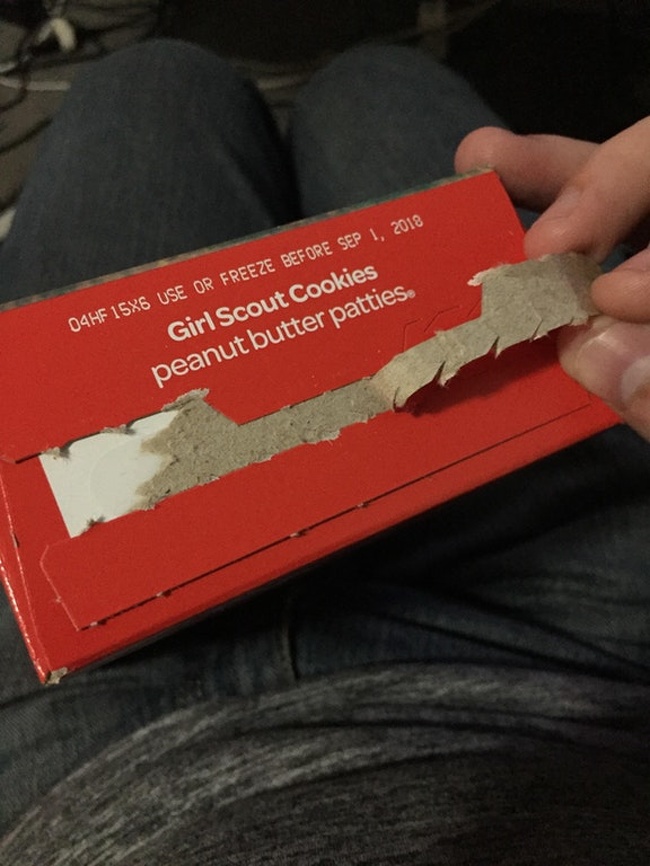 04HF15X6 USE OR FREEZE BEFORE SEP 1, 2018
Girl Scout Cookies
peanut butter patties®